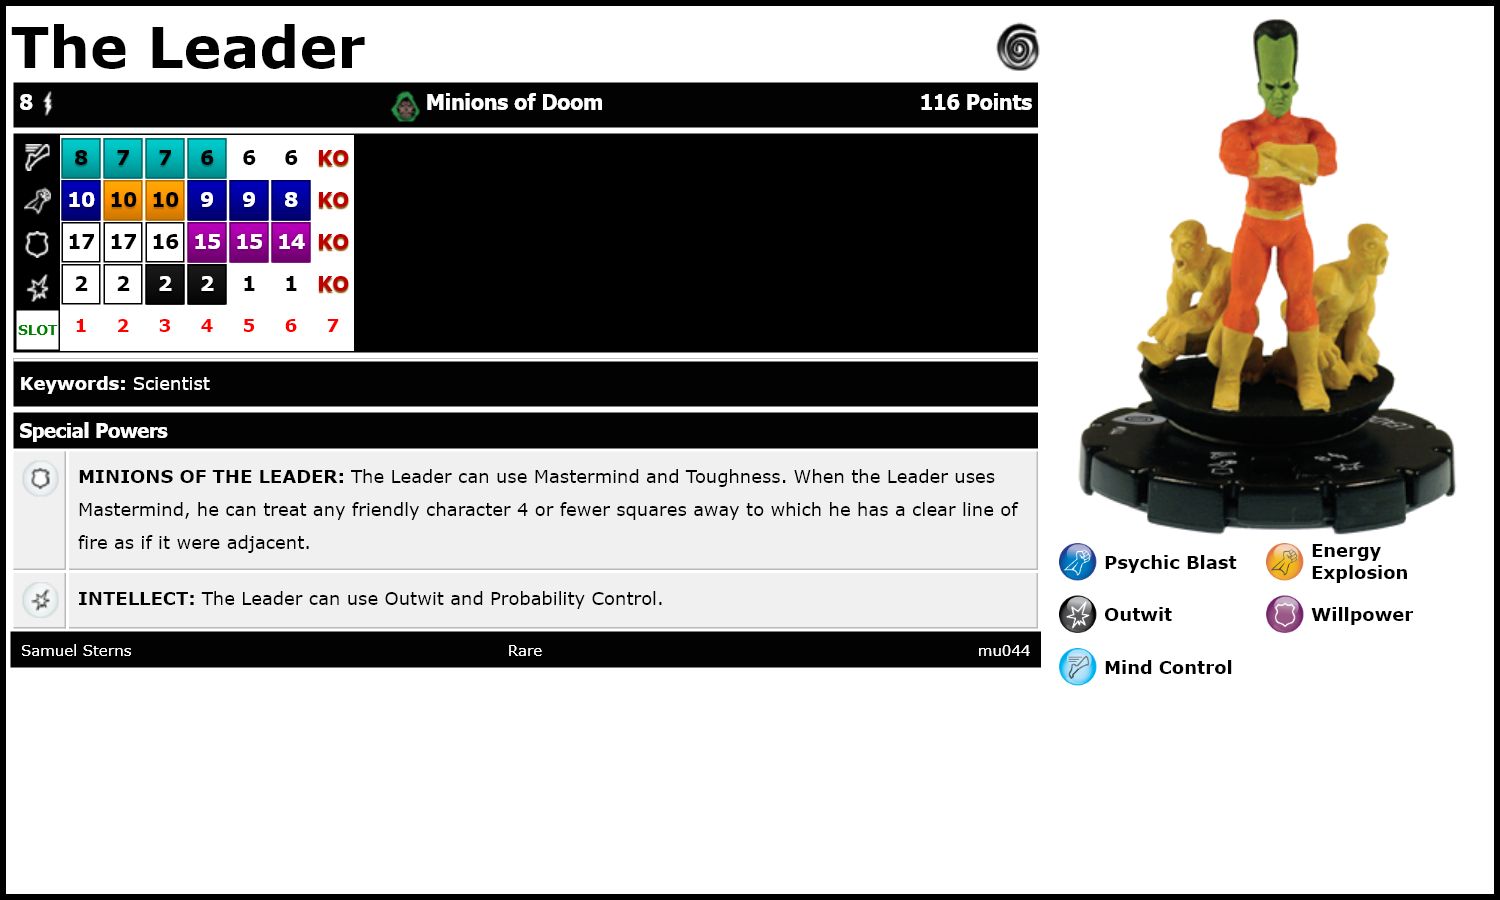 The Leader
8 Minions of Doom 116 Points
8 7 7 6 6 6 KO
10 10 10 9 9 8 KO
17 17 16 15 15 14 KO
2 2 2 2 1 1 KO
SLOT 1 2 3 4 5 6 7
Keywords: Scientist
Special Powers
MINIONS OF THE LEADER: The Leader can use Mastermind and Toughness. When the Leader uses
Mastermind, he can treat any friendly character 4 or fewer squares away to which he has a clear line of
fire as if it were adjacent.
INTELLECT: The Leader can use Outwit and Probability Control.
Samuel Sterns Rare mu044
Psychic Blast
Energy
Explosion
Outwit
Willpower
Mind Control